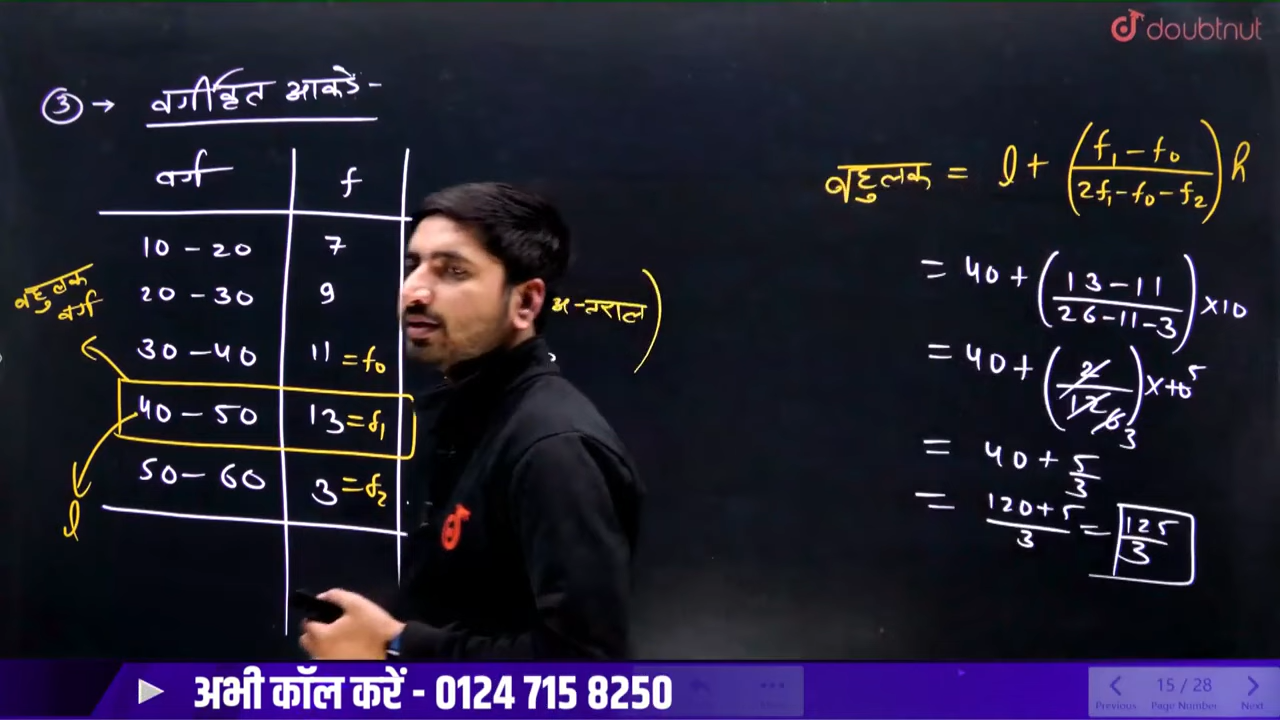 doubtnut
③ → वर्गीकृत आकडे -
वर्ग f
10 - 20 7
20 - 30 9
30 - 40 11 = f₀
40 - 50 13 = f₁
50 - 60 3 = f₂
बहुलक
वर्ग
l
अन्तराल)
बहुलक = l + ((f₁ - f₀)/(2f₁ - f₀ - f₂)) h
= 40 + ((13 - 11)/(26 - 11 - 3)) × 10
= 40 + (2/12 6 3) × 10 5
= 40 + 5/3
= (120 + 5)/3 = 125/3
अभी कॉल करें - 0124 715 8250
15 / 28
Previous Page Number Next